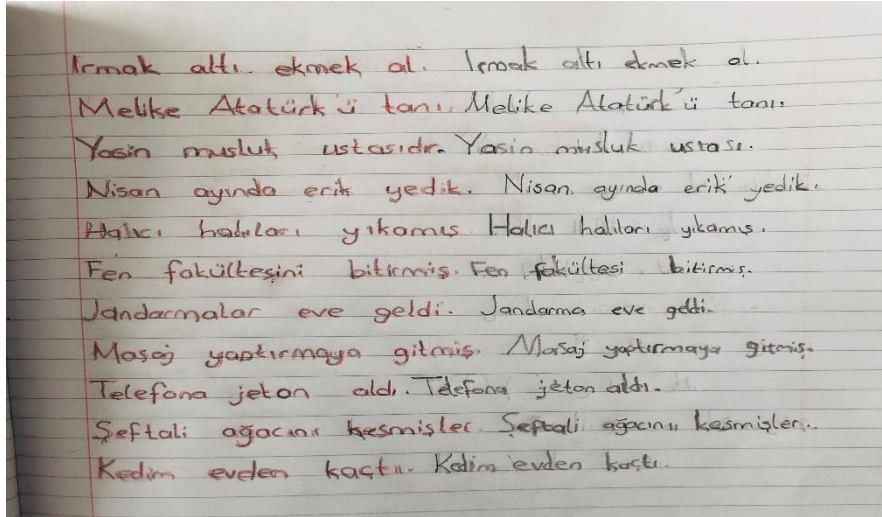 Irmak altı ekmek al. Irmak altı ekmek al.
Melike Atatürk'ü tanı. Melike Atatürk'ü tanı.
Yasin musluk ustasıdr. Yasin musluk ustası.
Nisan ayında erik yedik. Nisan ayında erik yedik.
Halıcı halıları yıkamış Halıcı halıları yıkamış.
Fen fakültesini bitirmiş. Fen fakültesi bitirmiş.
Jandarmalar eve geldi. Jandarma eve geldi.
Masaj yaptırmaya gitmiş. Masaj yaptırmaya gitmiş.
Telefona jeton aldı. Telefona jeton aldı.
Şeftali ağacını kesmişler. Şeftali ağacını kesmişler.
Kedim evden kaçtı. Kedim evden kaçtı.